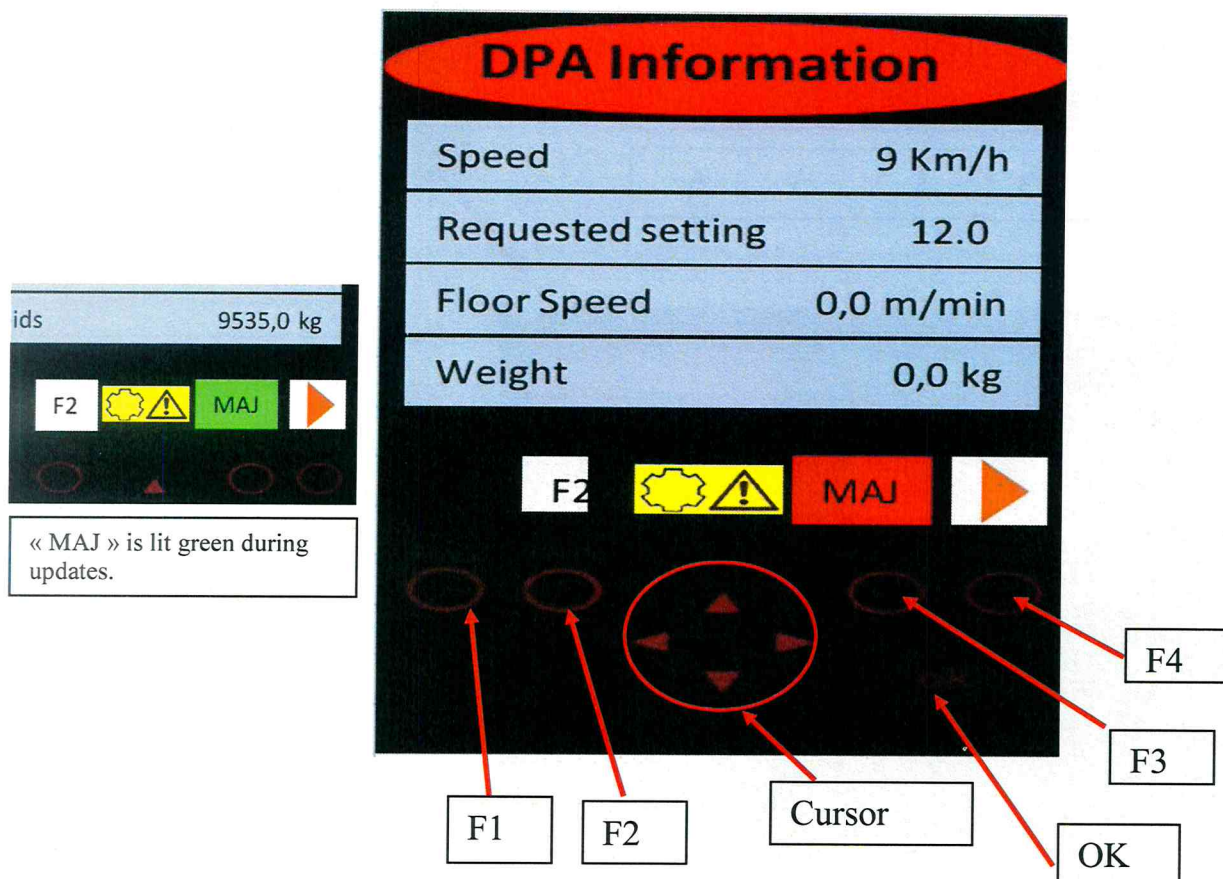 DPA Information
Speed 9 Km/h
Requested setting 12.0
Floor Speed 0,0 m/min
Weight 0,0 kg
F2 MAJ
ids 9535,0 kg
F2 MAJ
« MAJ » is lit green during
updates.
F4
F3
F1
F2
Cursor
OK